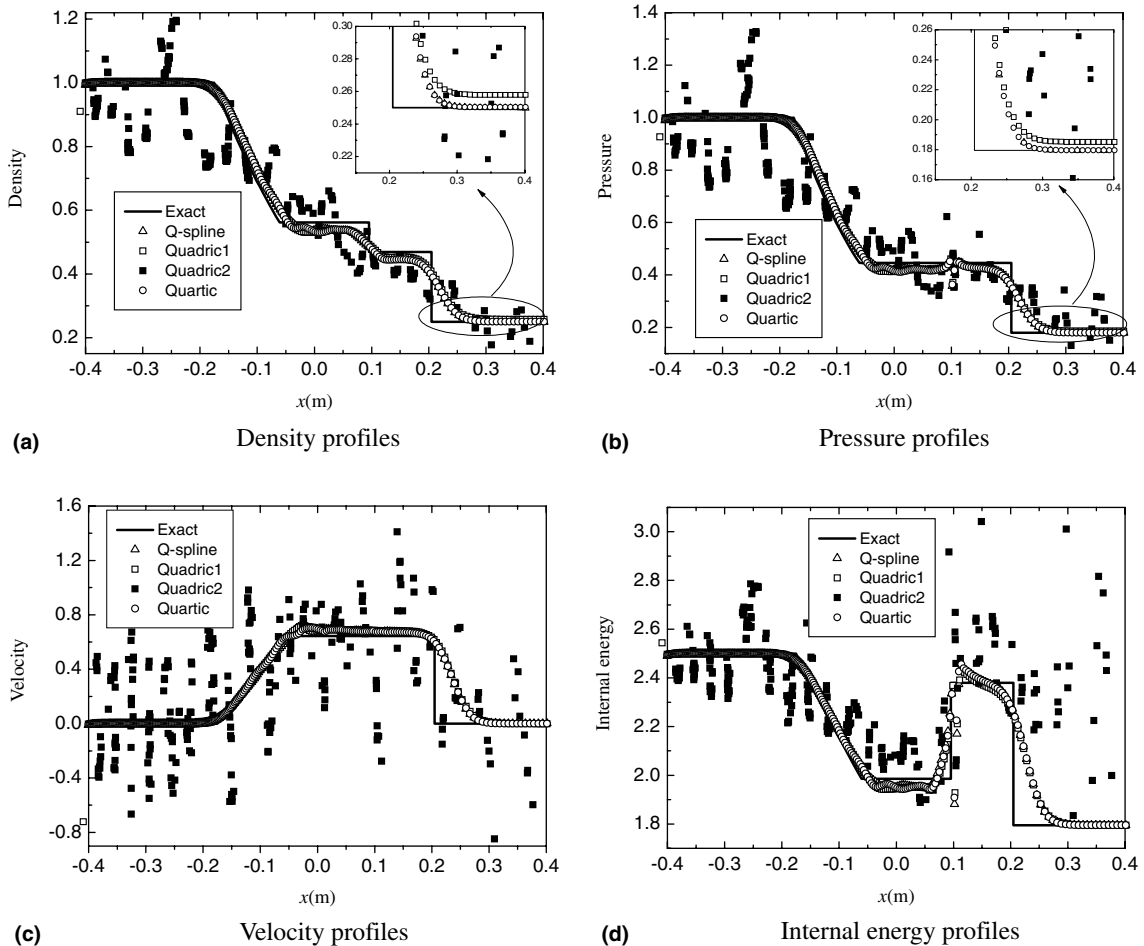 1.2
1.0
0.8
0.6
0.4
0.2
Density
0.30
0.28
0.26
0.24
0.22
0.2
0.3
0.4
Exact
Q-spline
Quadric1
Quadric2
Quartic
-0.4 -0.3 -0.2 -0.1 0.0 0.1 0.2 0.3 0.4
x(m)
(a) Density profiles
1.4
1.2
1.0
0.8
0.6
0.4
0.2
Pressure
0.26
0.24
0.22
0.20
0.18
0.16
0.2
0.3
0.4
Exact
Q-spline
Quadric1
Quadric2
Quartic
-0.4 -0.3 -0.2 -0.1 0.0 0.1 0.2 0.3 0.4
x(m)
(b) Pressure profiles
1.6
1.2
0.8
0.4
0.0
-0.4
-0.8
Velocity
Exact
Q-spline
Quadric1
Quadric2
Quartic
-0.4 -0.3 -0.2 -0.1 0.0 0.1 0.2 0.3 0.4
x(m)
(c) Velocity profiles
3.0
2.7
2.4
2.1
1.8
Internal energy
Exact
Q-spline
Quadric1
Quadric2
Quartic
-0.4 -0.3 -0.2 -0.1 0.0 0.1 0.2 0.3 0.4
x(m)
(d) Internal energy profiles